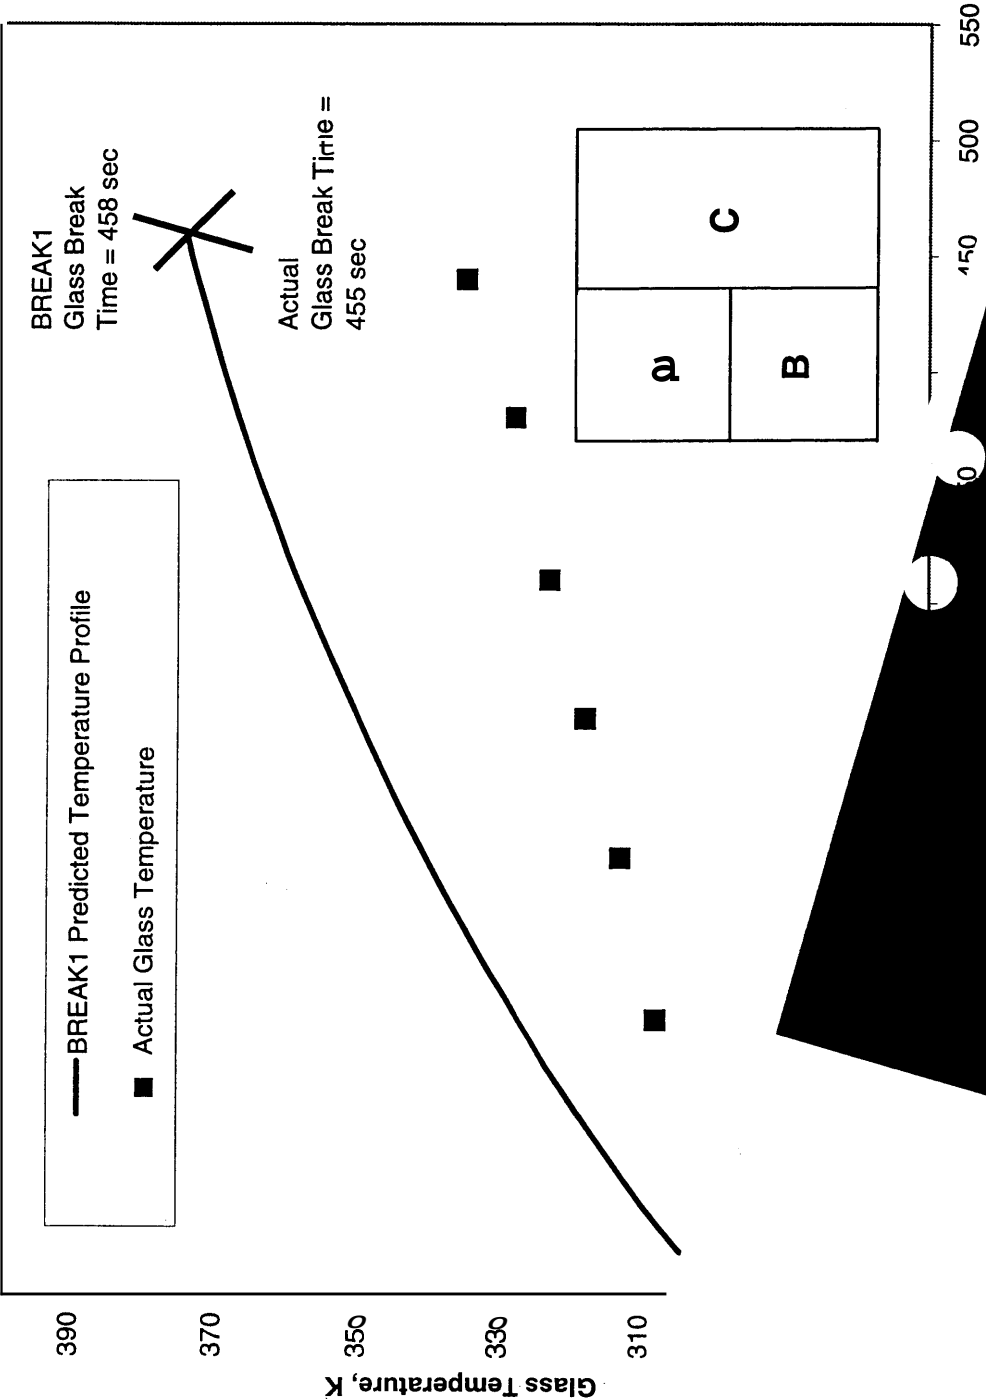 BREAK1 Predicted Temperature Profile
Actual Glass Temperature
BREAK1
Glass Break
Time = 458 sec
Actual
Glass Break Time =
455 sec
390
370
350
330
310
Glass Temperature, K
a
B
C
450
500
550